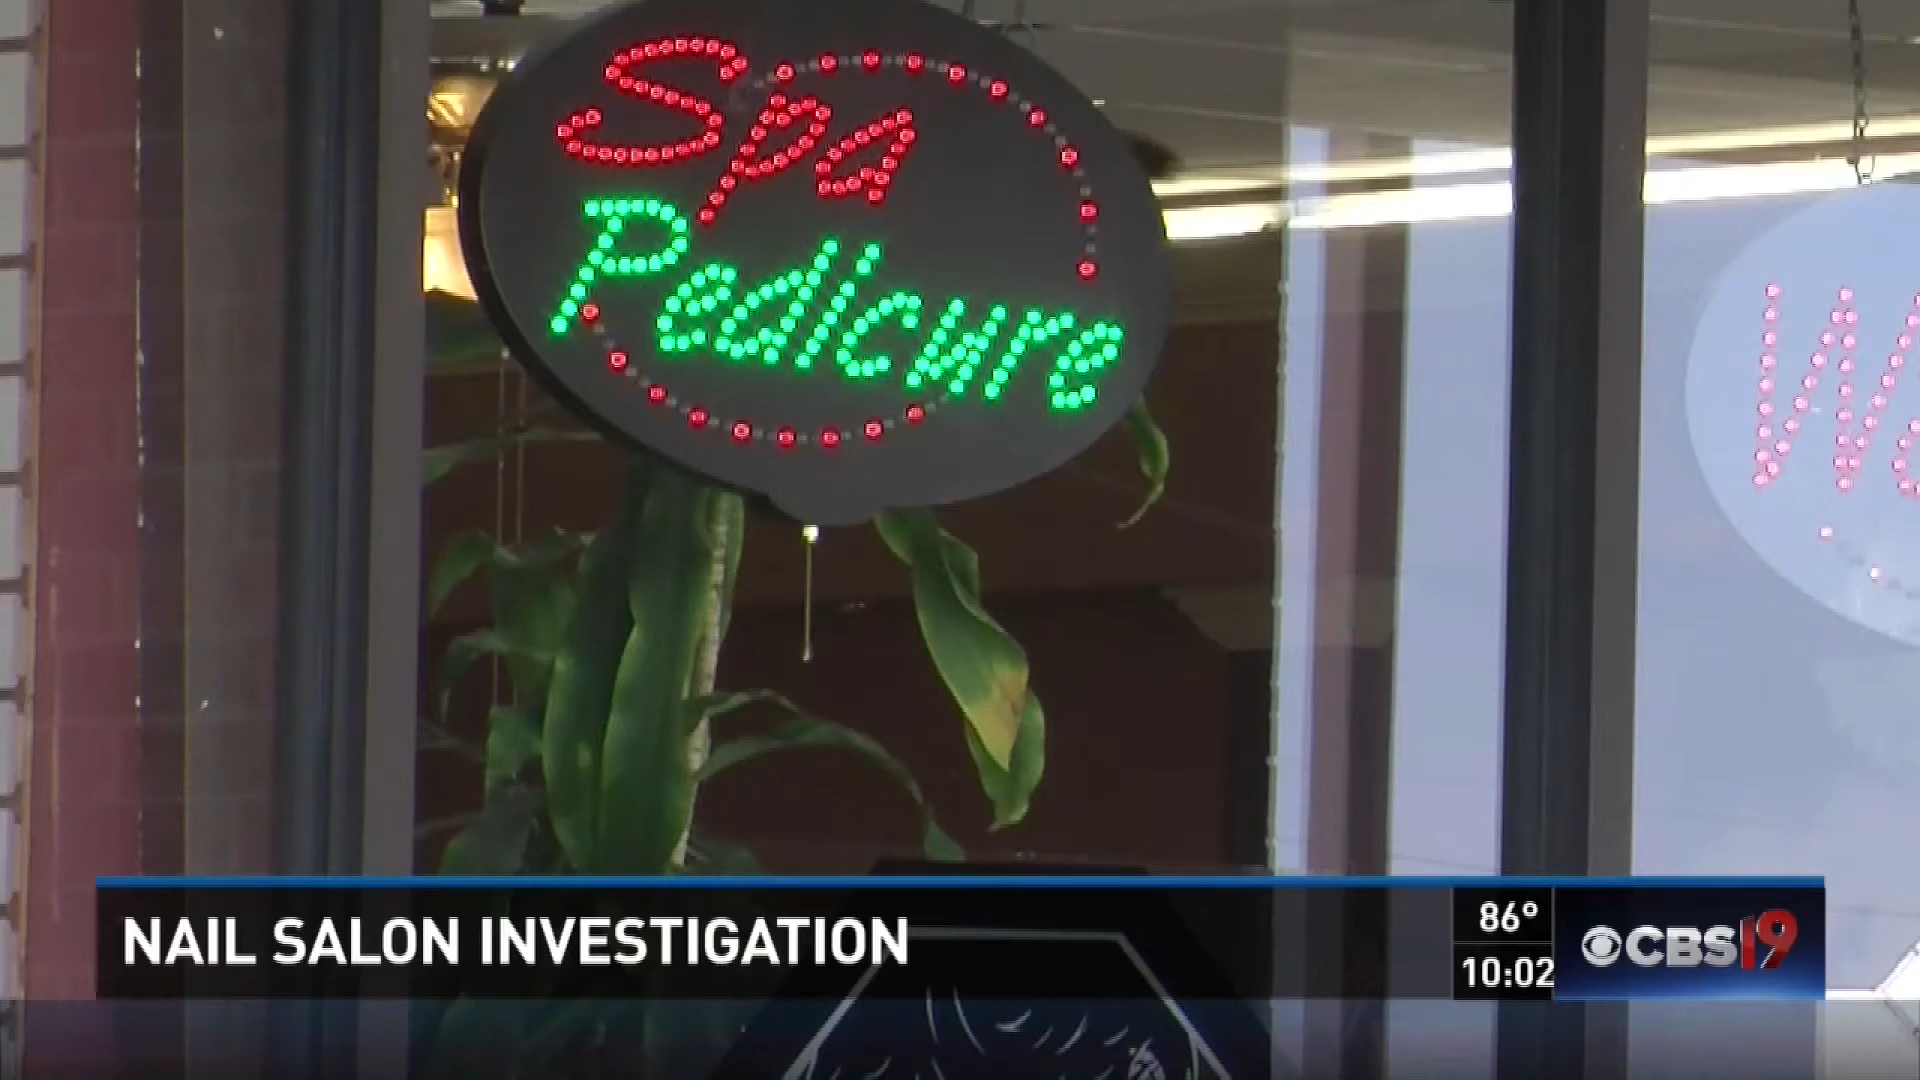 Spa
Pedicure
NAIL SALON INVESTIGATION
86°
10:02
CBS19